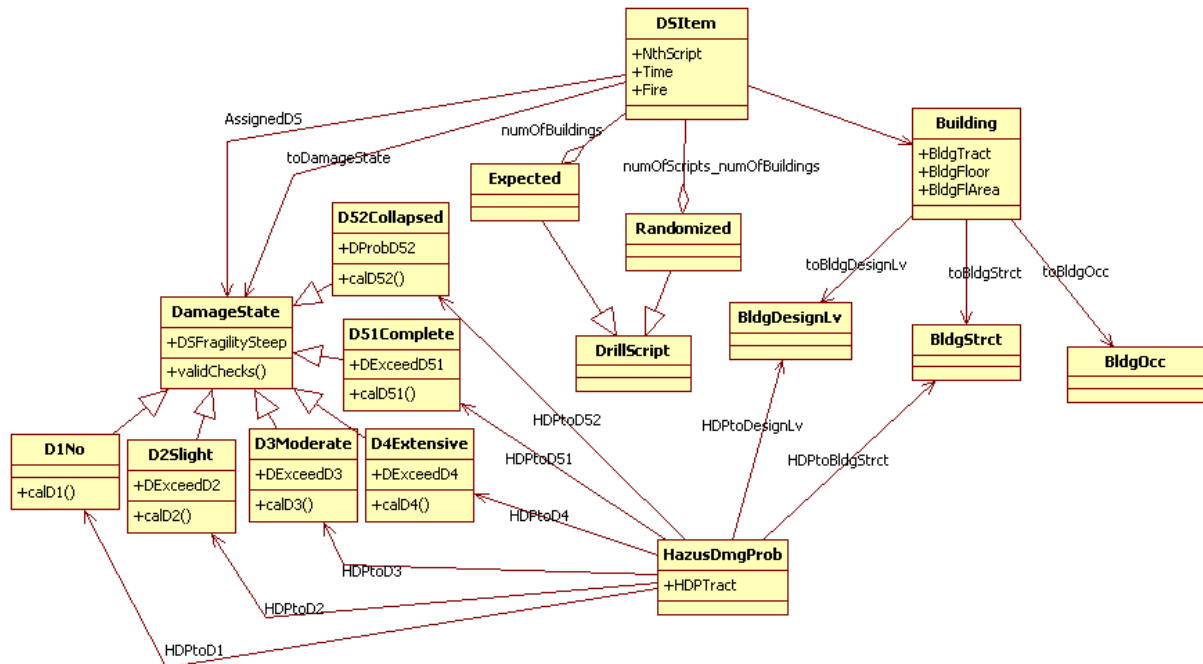 DSItem
+NthScript
+Time
+Fire
AssignedDS
toDamageState
numOfBuildings
numOfScripts_numOfBuildings
Building
+BldgTract
+BldgFloor
+BldgFlArea
Expected
Randomized
D52Collapsed
+DProbD52
+calD52()
toBldgDesignLv
toBldgStrct
toBldgOcc
DamageState
+DSFragilitySteep
+validChecks()
D51Complete
+DExceedD51
+calD51()
DrillScript
BldgDesignLv
BldgStrct
BldgOcc
HDPtoD52
HDPtoDesignLv
HDPtoD51
HDPtoBldgStrct
D1No
+calD1()
D2Slight
+DExceedD2
+calD2()
D3Moderate
+DExceedD3
+calD3()
D4Extensive
+DExceedD4
+calD4()
HDPtoD4
HDPtoD3
HDPtoD2
HDPtoD1
HazusDmgProb
+HDPTract